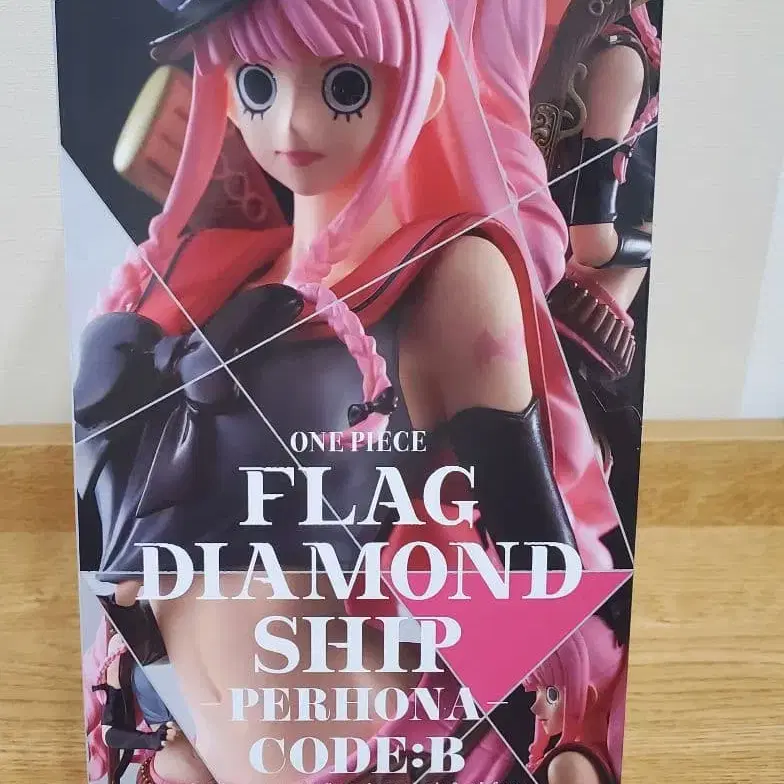 ONE PIECE
FLAG
DIAMOND
SHIP
-PERHONA-
CODE:B